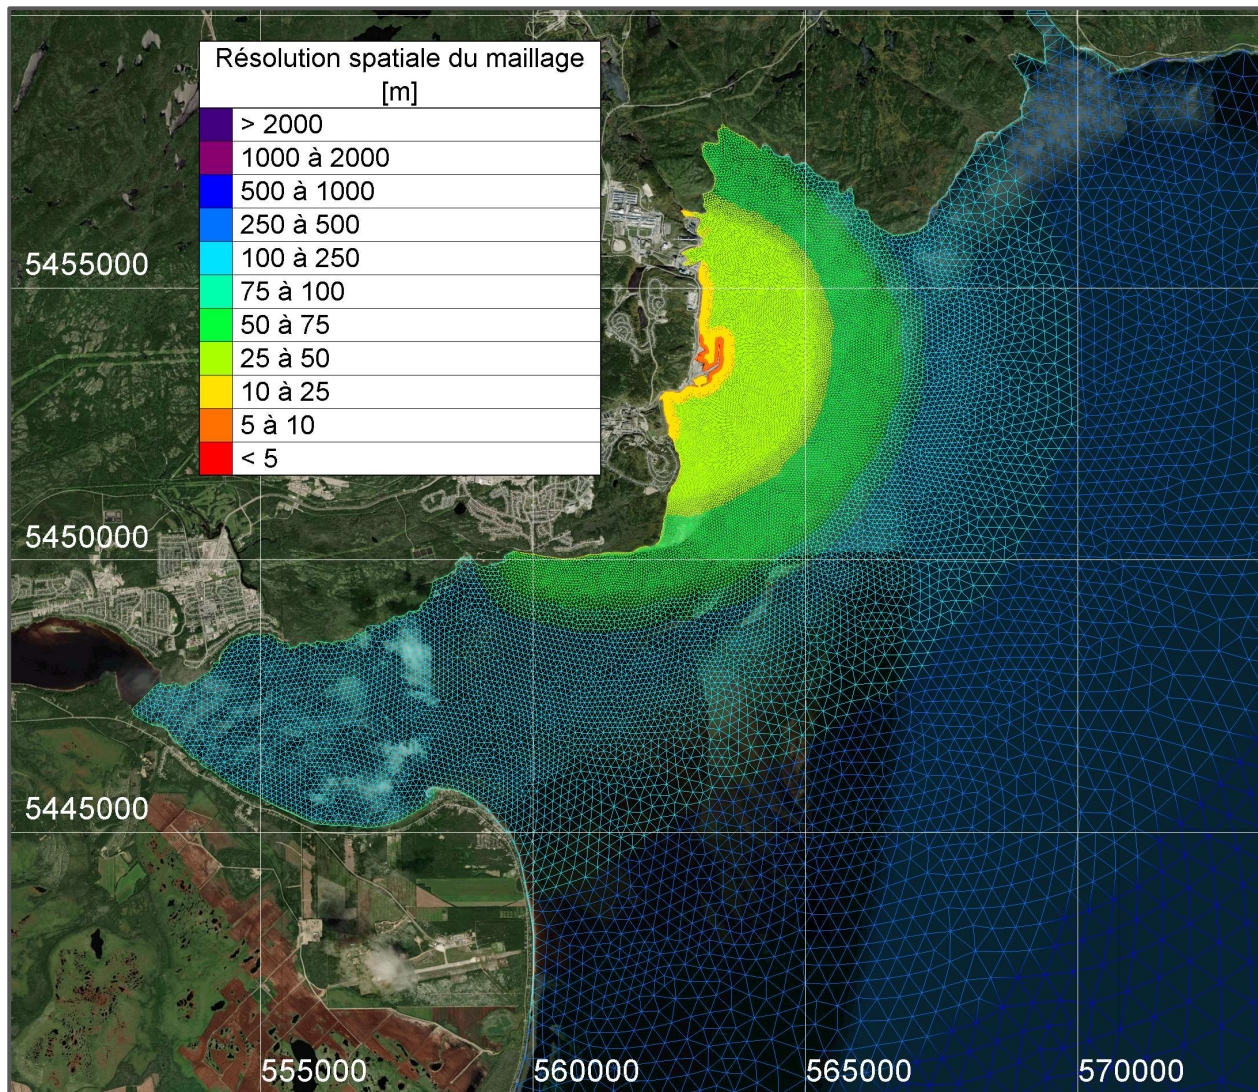 Résolution spatiale du maillage
[m]
> 2000
1000 à 2000
500 à 1000
250 à 500
100 à 250
75 à 100
50 à 75
25 à 50
10 à 25
5 à 10
< 5
5455000
5450000
5445000
555000
560000
565000
570000